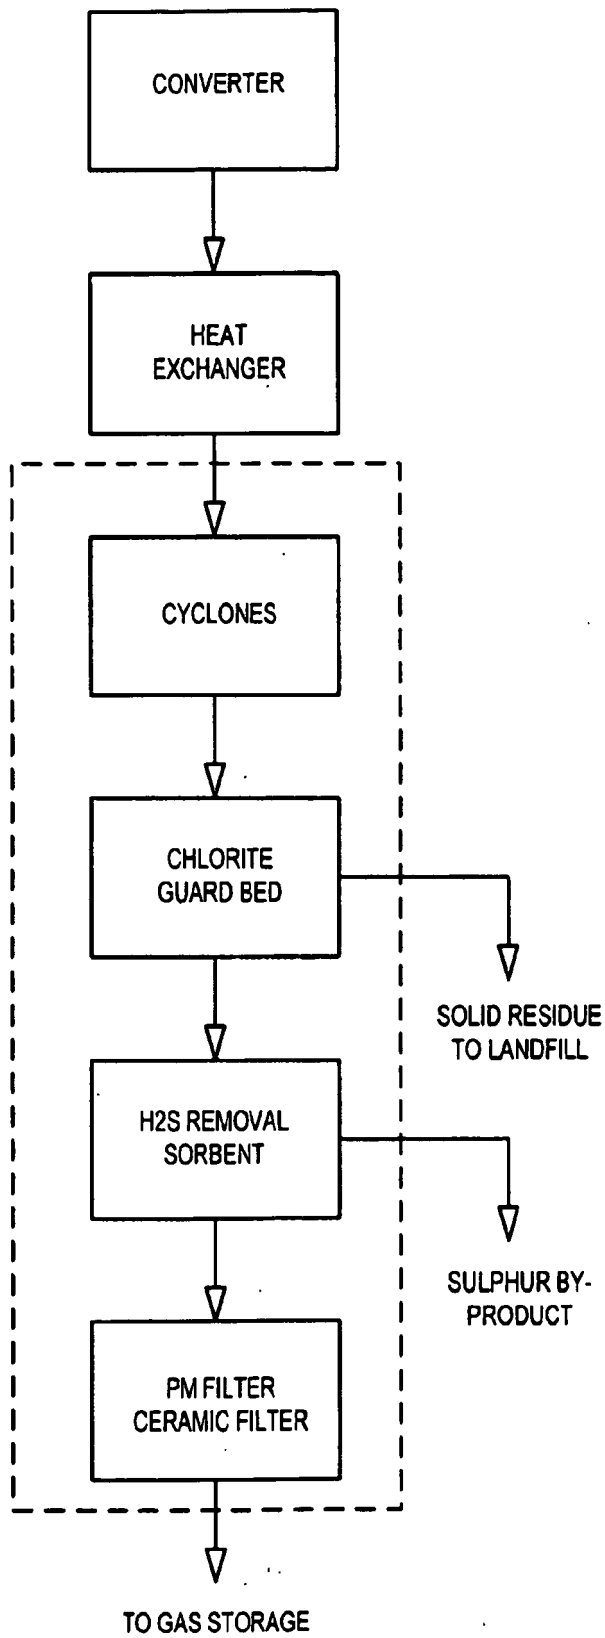 CONVERTER
HEAT
EXCHANGER
CYCLONES
CHLORITE
GUARD BED
SOLID RESIDUE
TO LANDFILL
H2S REMOVAL
SORBENT
SULPHUR BY-
PRODUCT
PM FILTER
CERAMIC FILTER
TO GAS STORAGE